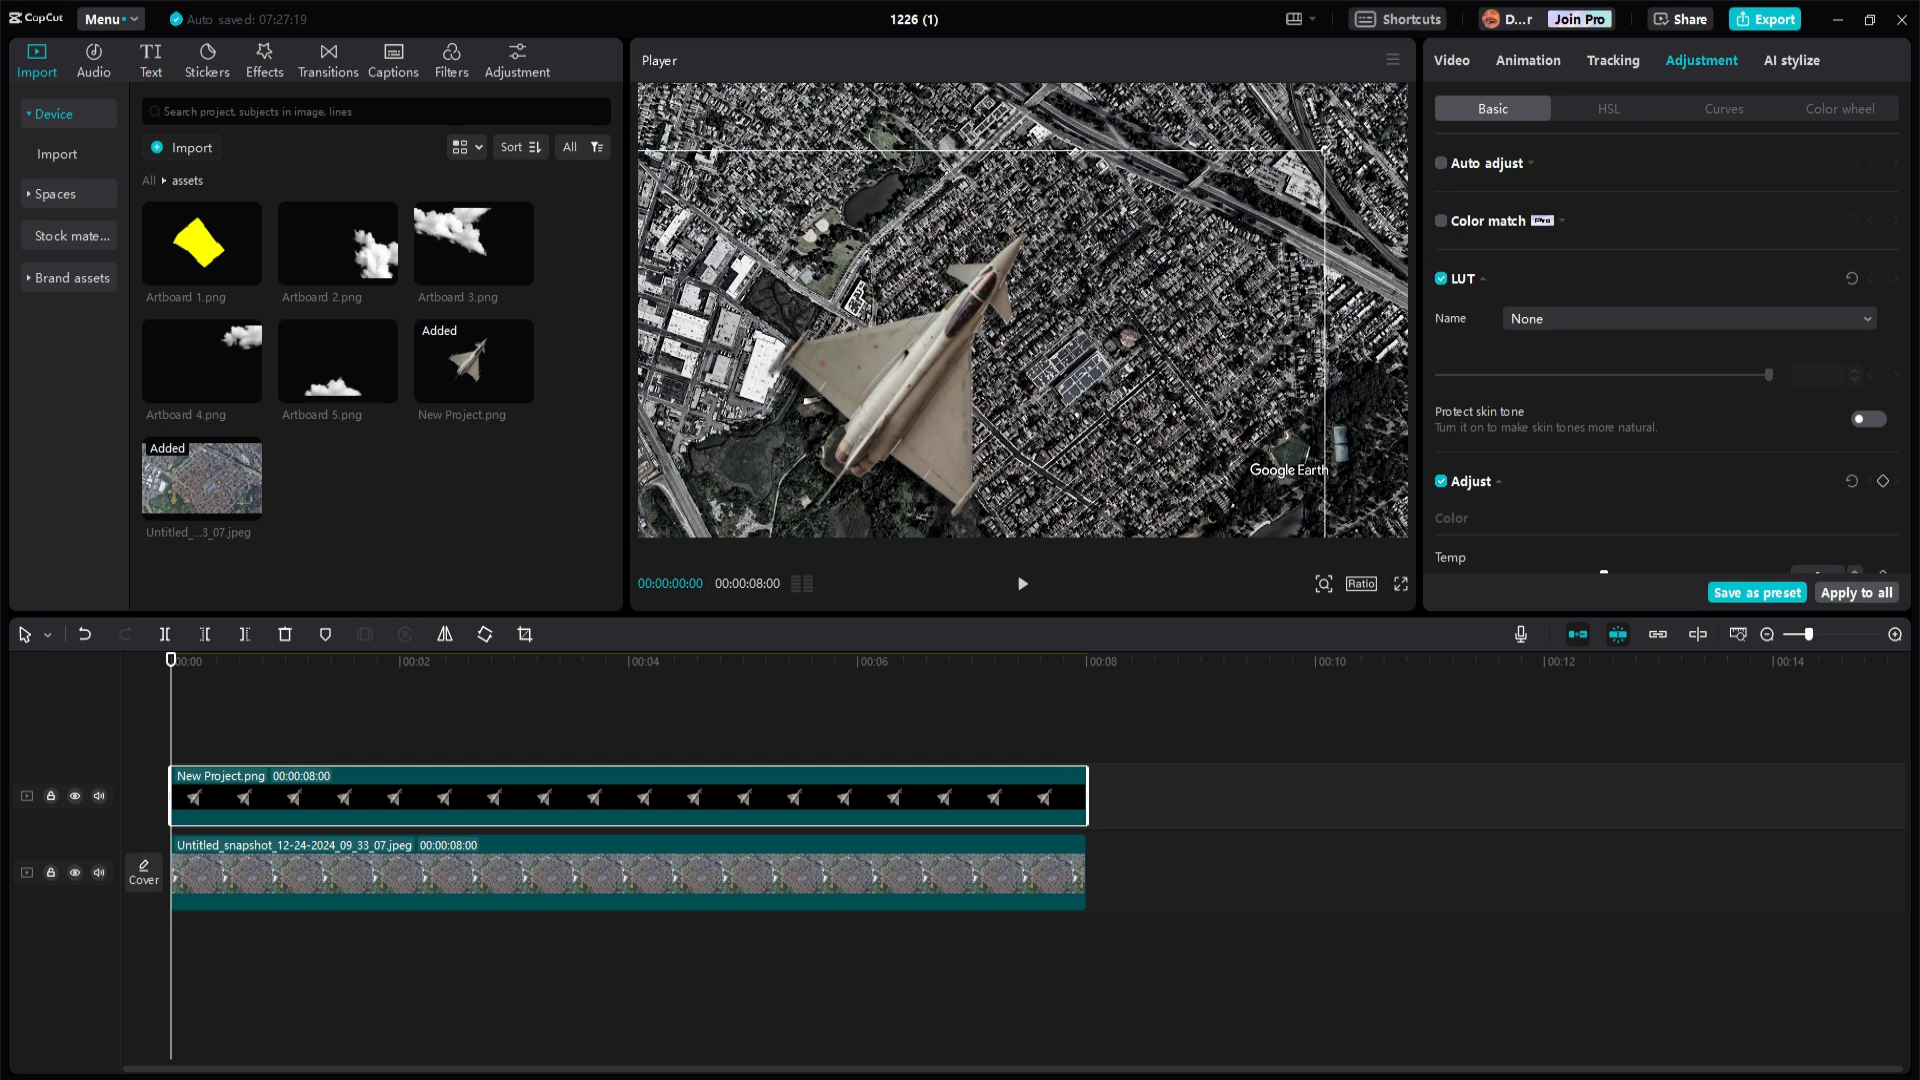 CapCut
Menu
Auto saved: 07:27:19
1226 (1)
Shortcuts
D...r
Join Pro
Share
Export
Import
Audio
TI
Text
Stickers
Effects
Transitions
Captions
Filters
Adjustment
Device
Import
Spaces
Stock mate...
Brand assets
Search project, subjects in image, lines
Import
Sort
All
All
assets
Artboard 1.png
Artboard 2.png
Artboard 3.png
Added
Artboard 4.png
Artboard 5.png
New Project.png
Added
Untitled_...3_07.jpeg
Player
Google Earth
00:00:00:00
00:00:08:00
Ratio
Video
Animation
Tracking
Adjustment
AI stylize
Basic
HSL
Curves
Color wheel
Auto adjust
Color match
Pro
LUT
Name
None
Protect skin tone
Turn it on to make skin tones more natural.
Adjust
Color
Temp
Save as preset
Apply to all
00:00
00:02
00:04
00:06
00:08
00:10
00:12
00:14
New Project.png 00:00:08:00
Cover
Untitled_snapshot_12-24-2024_09_33_07.jpeg 00:00:08:00